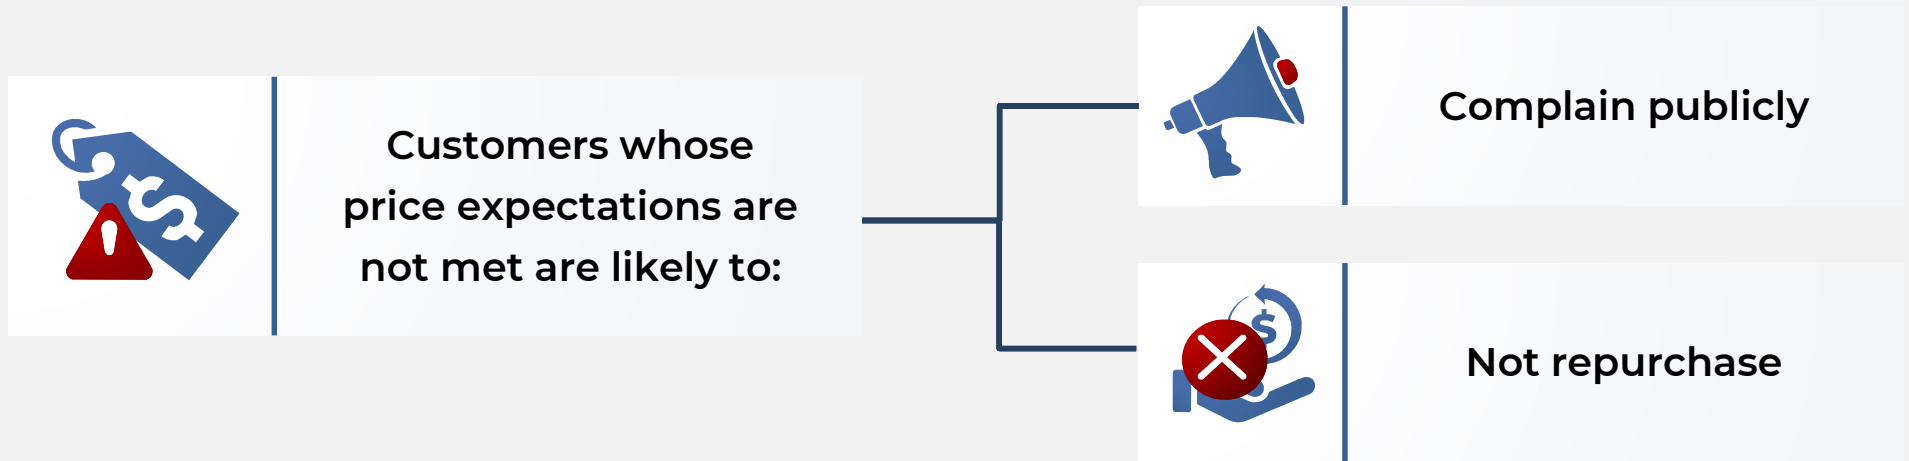 Customers whose
price expectations are
not met are likely to:
Complain publicly
Not repurchase